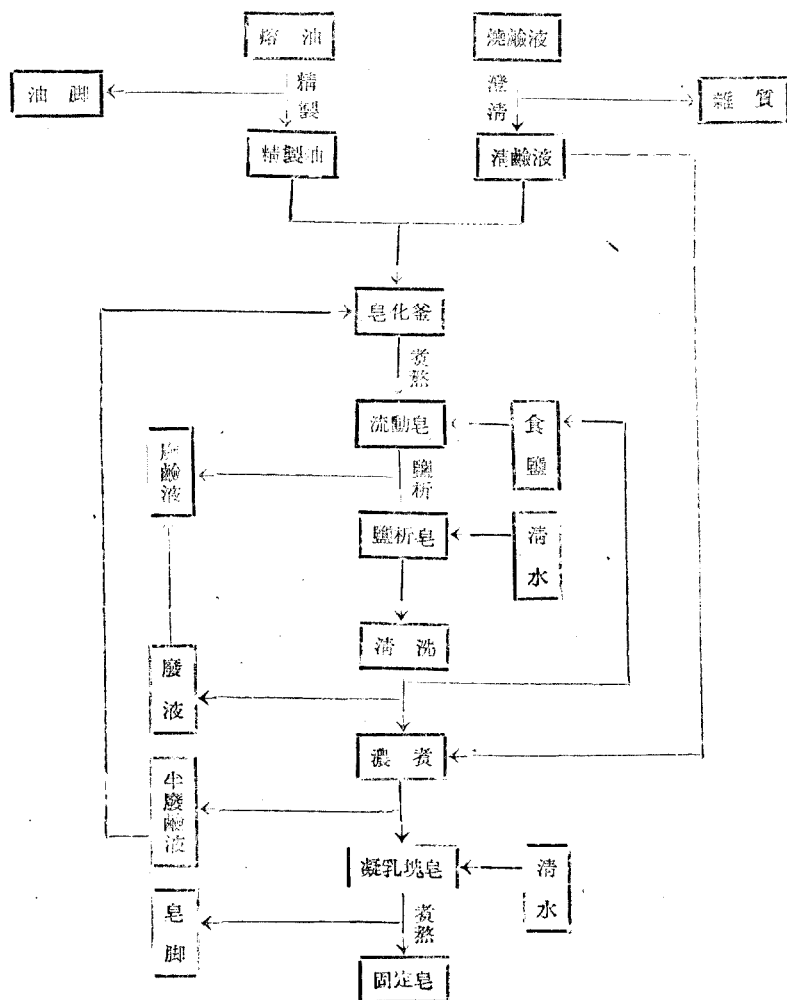 熔油
燒鹼液
精製
澄清
油脚
雜質
精製油
清鹼液
皂化釜
煮熬
流動皂
食鹽
鹽析
廢鹼液
鹽析皂
清水
清洗
廢液
濃煮
半廢鹼液
凝乳塊皂
清水
煮熬
皂脚
固定皂